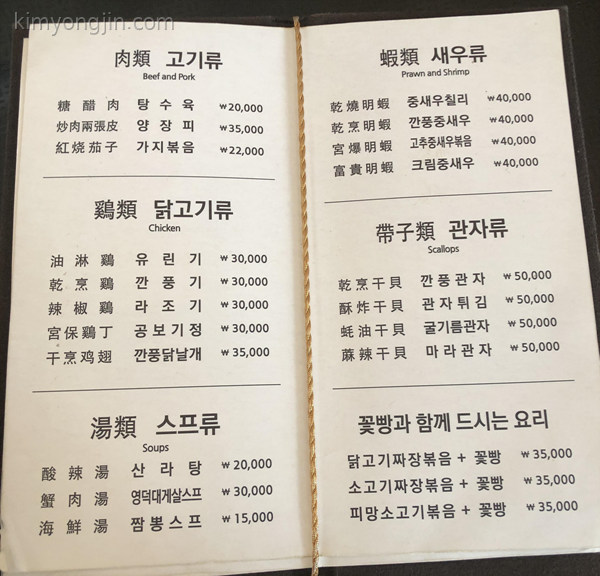 kimyongjin.com
肉類 고기류
Beef and Pork
糖醋肉 탕수육 ₩20,000
炒肉兩張皮 양장피 ₩35,000
紅烧茄子 가지볶음 ₩22,000
鷄類 닭고기류
Chicken
油淋鷄 유린기 ₩30,000
乾烹鷄 깐풍기 ₩30,000
辣椒鷄 라조기 ₩30,000
宮保鷄丁 공보기정 ₩30,000
干烹鸡翅 깐풍닭날개 ₩35,000
湯類 스프류
Soups
酸辣湯 산라탕 ₩20,000
蟹肉湯 영덕대게살스프 ₩30,000
海鮮湯 짬뽕스프 ₩15,000
蝦類 새우류
Prawn and Shrimp
乾燒明蝦 중새우칠리 ₩40,000
乾烹明蝦 깐풍중새우 ₩40,000
宮爆明蝦 고추중새우볶음 ₩40,000
富貴明蝦 크림중새우 ₩40,000
帶子類 관자류
Scallops
乾烹干貝 깐풍관자 ₩50,000
酥炸干貝 관자튀김 ₩50,000
蚝油干貝 굴기름관자 ₩50,000
蔴辣干貝 마라관자 ₩50,000
꽃빵과 함께 드시는 요리
닭고기짜장볶음 + 꽃빵 ₩35,000
소고기짜장볶음 + 꽃빵 ₩35,000
피망소고기볶음 + 꽃빵 ₩35,000